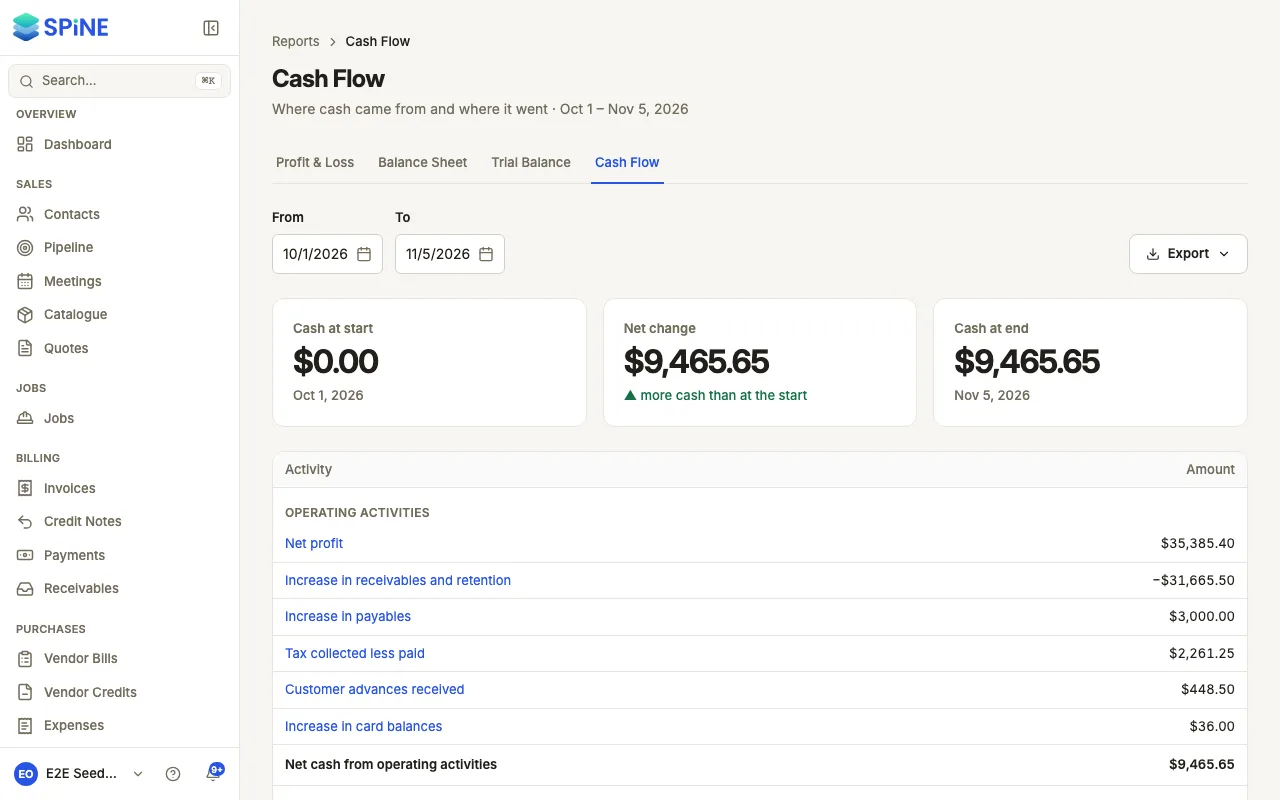 SPiNE
Search...
⌘K
OVERVIEW
Dashboard
SALES
Contacts
Pipeline
Meetings
Catalogue
Quotes
JOBS
Jobs
BILLING
Invoices
Credit Notes
Payments
Receivables
PURCHASES
Vendor Bills
Vendor Credits
Expenses
EO E2E Seed...
9+
Reports > Cash Flow
Cash Flow
Where cash came from and where it went · Oct 1 – Nov 5, 2026
Profit & Loss Balance Sheet Trial Balance Cash Flow
From To
10/1/2026 11/5/2026
Export
Cash at start
$0.00
Oct 1, 2026
Net change
$9,465.65
▲ more cash than at the start
Cash at end
$9,465.65
Nov 5, 2026
Activity Amount
OPERATING ACTIVITIES
Net profit $35,385.40
Increase in receivables and retention −$31,665.50
Increase in payables $3,000.00
Tax collected less paid $2,261.25
Customer advances received $448.50
Increase in card balances $36.00
Net cash from operating activities $9,465.65